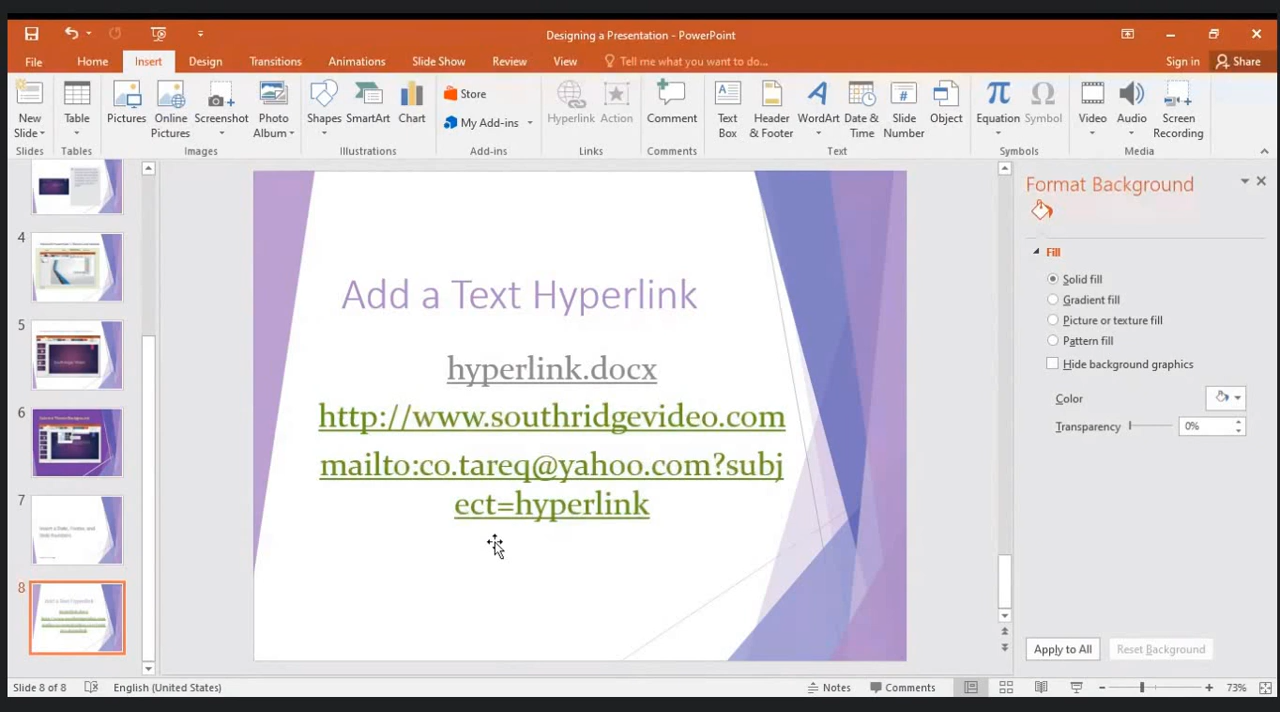 Designing a Presentation - PowerPoint
File Home Insert Design Transitions Animations Slide Show Review View Tell me what you want to do... Sign in Share
New Slide
Table
Pictures
Online Pictures
Screenshot
Photo Album
Shapes
SmartArt
Chart
Store
My Add-ins
Hyperlink
Action
Comment
Text Box
Header & Footer
WordArt
Date & Time
Slide Number
Object
Equation
Symbol
Video
Audio
Screen Recording
Slides Tables Images Illustrations Add-ins Links Comments Text Symbols Media
4
5
6
7
8
Add a Text Hyperlink
hyperlink.docx
http://www.southridgevideo.com
mailto:co.tareq@yahoo.com?subj
ect=hyperlink
Format Background
Fill
Solid fill
Gradient fill
Picture or texture fill
Pattern fill
Hide background graphics
Color
Transparency 0%
Apply to All Reset Background
Slide 8 of 8 English (United States) Notes Comments 73%